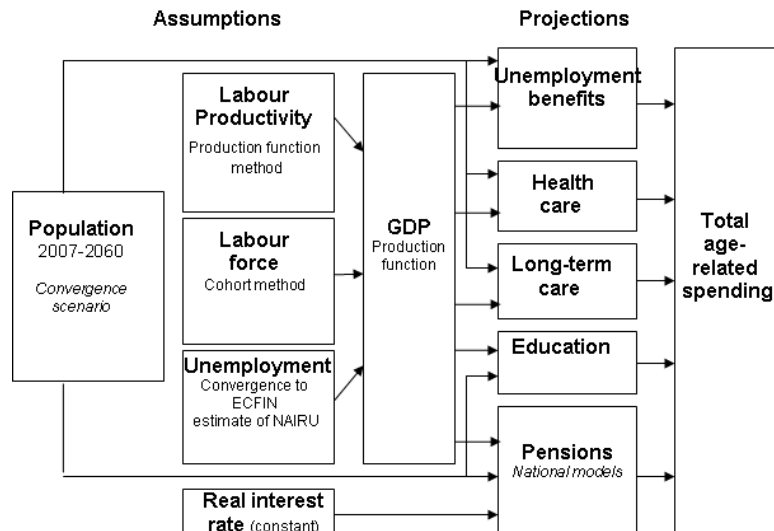 Assumptions
Projections
Population
2007-2060
Convergence
scenario
Labour
Productivity
Production function
method
Labour
force
Cohort method
Unemployment
Convergence to
ECFIN
estimate of NAIRU
Real interest
rate (constant)
GDP
Production
function
Unemployment
benefits
Health
care
Long-term
care
Education
Pensions
National models
Total
age-
related
spending